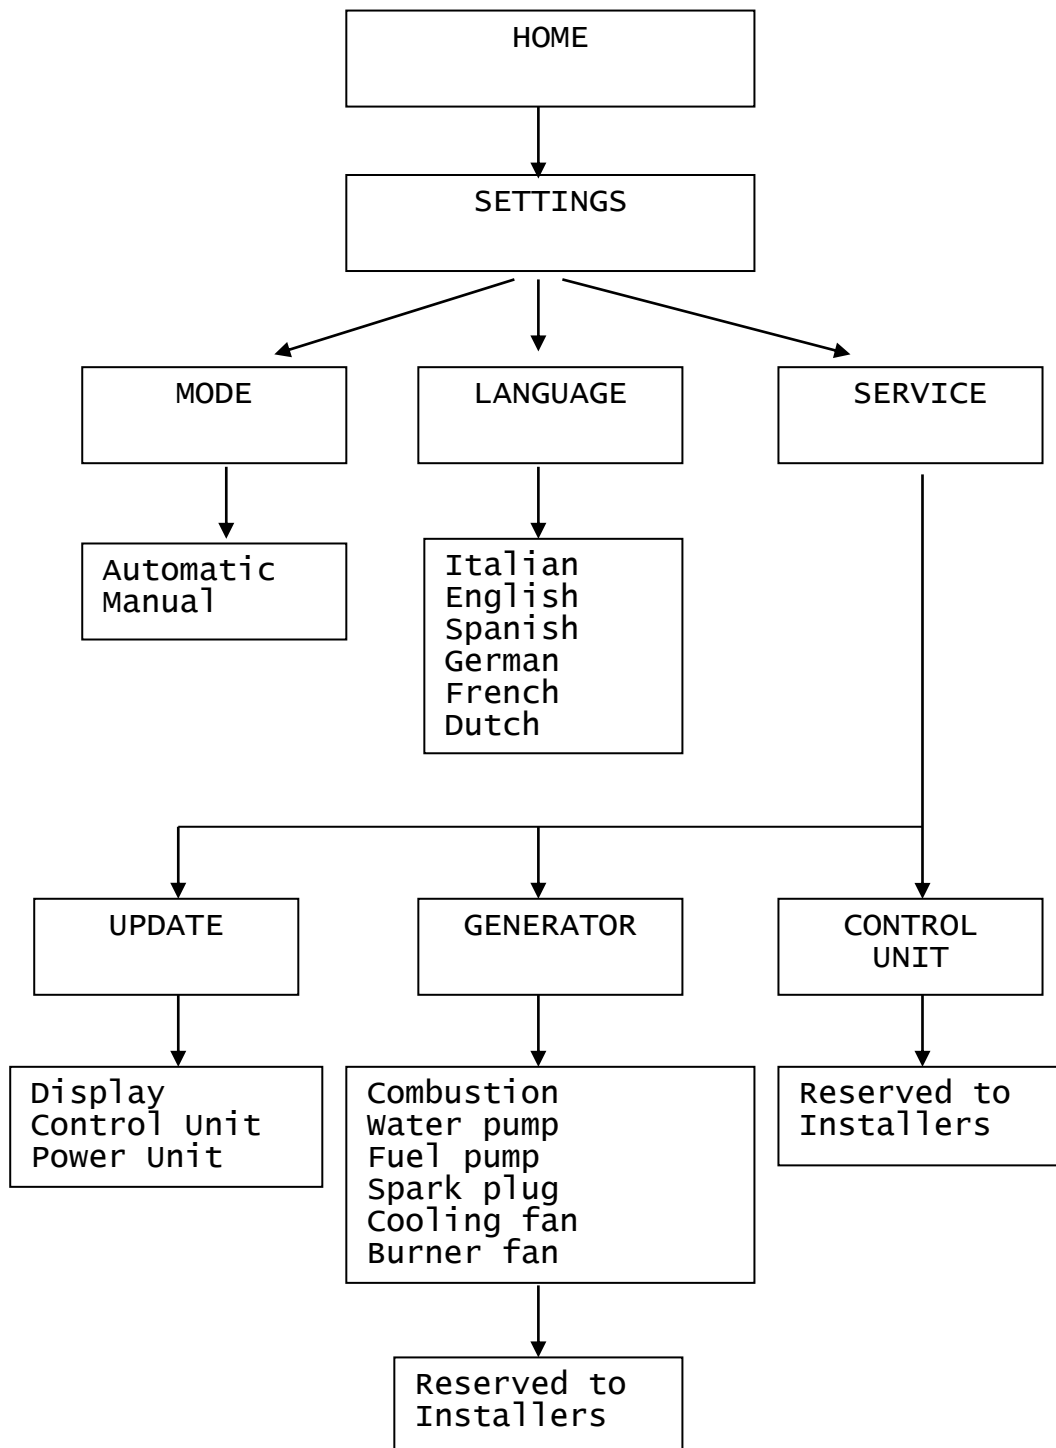 HOME
SETTINGS
MODE
LANGUAGE
SERVICE
Automatic
Manual
Italian
English
Spanish
German
French
Dutch
UPDATE
GENERATOR
CONTROL
UNIT
Display
Control Unit
Power Unit
Combustion
Water pump
Fuel pump
Spark plug
Cooling fan
Burner fan
Reserved to
Installers
Reserved to
Installers